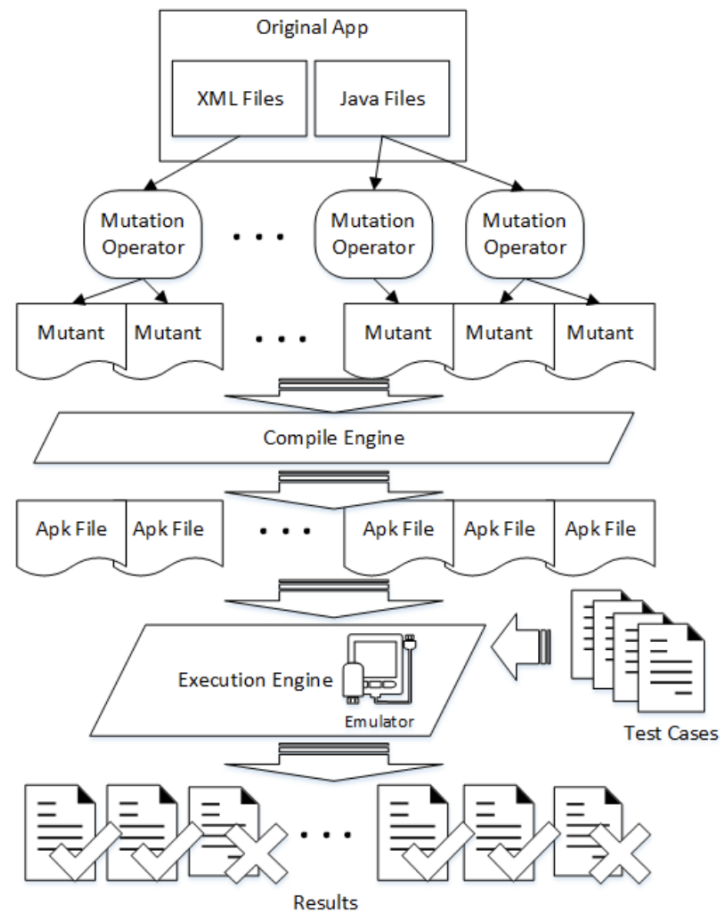 Original App
XML Files
Java Files
Mutation
Operator
. . .
Mutation
Operator
Mutation
Operator
Mutant
Mutant
. . .
Mutant
Mutant
Mutant
Compile Engine
Apk File
Apk File
. . .
Apk File
Apk File
Apk File
Execution Engine
Emulator
Test Cases
. . .
Results